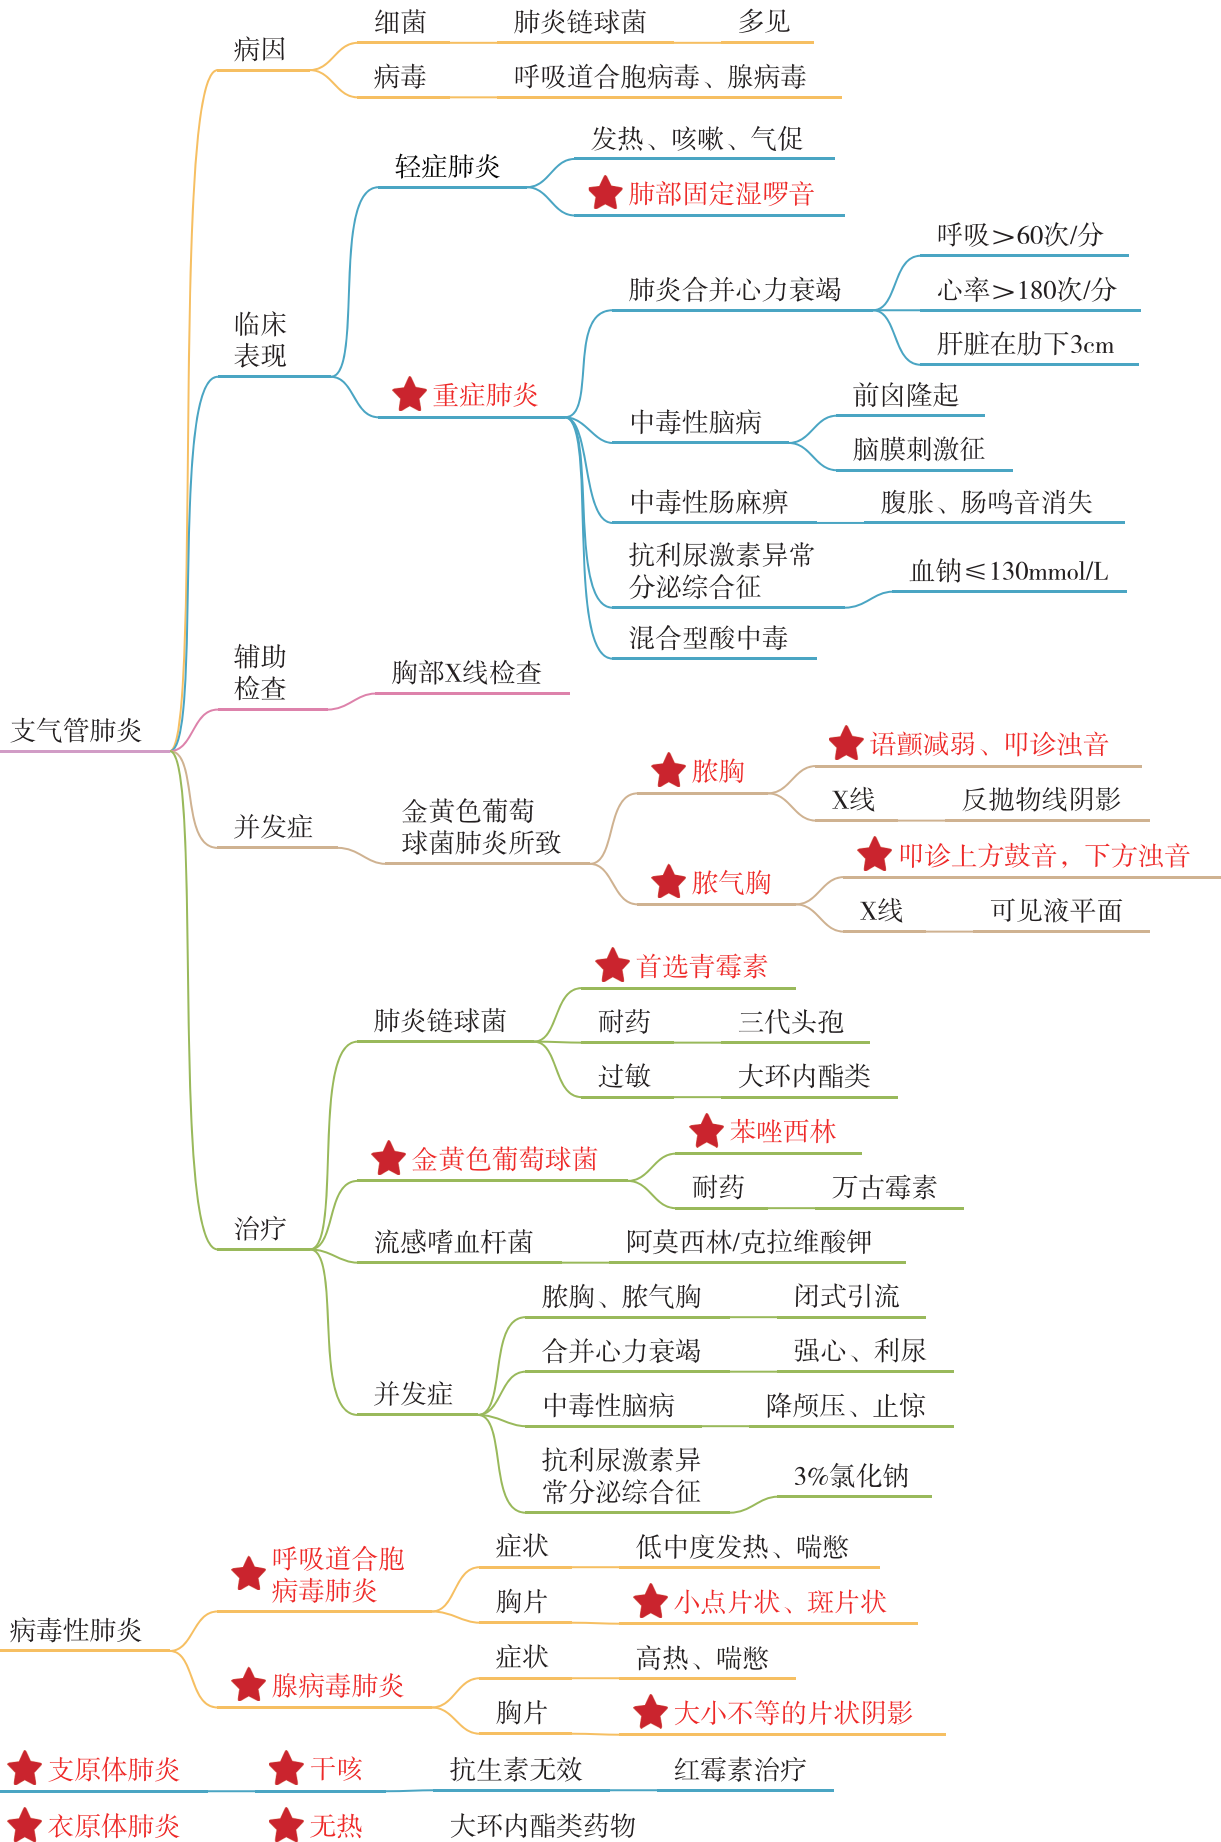 病因
细菌
肺炎链球菌
多见
病毒
呼吸道合胞病毒、腺病毒
临床
表现
轻症肺炎
发热、咳嗽、气促
肺部固定湿啰音
重症肺炎
肺炎合并心力衰竭
呼吸>60次/分
心率>180次/分
肝脏在肋下3cm
中毒性脑病
前囟隆起
脑膜刺激征
中毒性肠麻痹
腹胀、肠鸣音消失
抗利尿激素异常
分泌综合征
血钠≤130mmol/L
混合型酸中毒
支气管肺炎
辅助
检查
胸部X线检查
并发症
金黄色葡萄
球菌肺炎所致
脓胸
语颤减弱、叩诊浊音
X线
反抛物线阴影
脓气胸
叩诊上方鼓音，下方浊音
X线
可见液平面
治疗
肺炎链球菌
首选青霉素
耐药
三代头孢
过敏
大环内酯类
金黄色葡萄球菌
苯唑西林
耐药
万古霉素
流感嗜血杆菌
阿莫西林/克拉维酸钾
并发症
脓胸、脓气胸
闭式引流
合并心力衰竭
强心、利尿
中毒性脑病
降颅压、止惊
抗利尿激素异
常分泌综合征
3%氯化钠
病毒性肺炎
呼吸道合胞
病毒肺炎
症状
低中度发热、喘憋
胸片
小点片状、斑片状
腺病毒肺炎
症状
高热、喘憋
胸片
大小不等的片状阴影
支原体肺炎
干咳
抗生素无效
红霉素治疗
衣原体肺炎
无热
大环内酯类药物